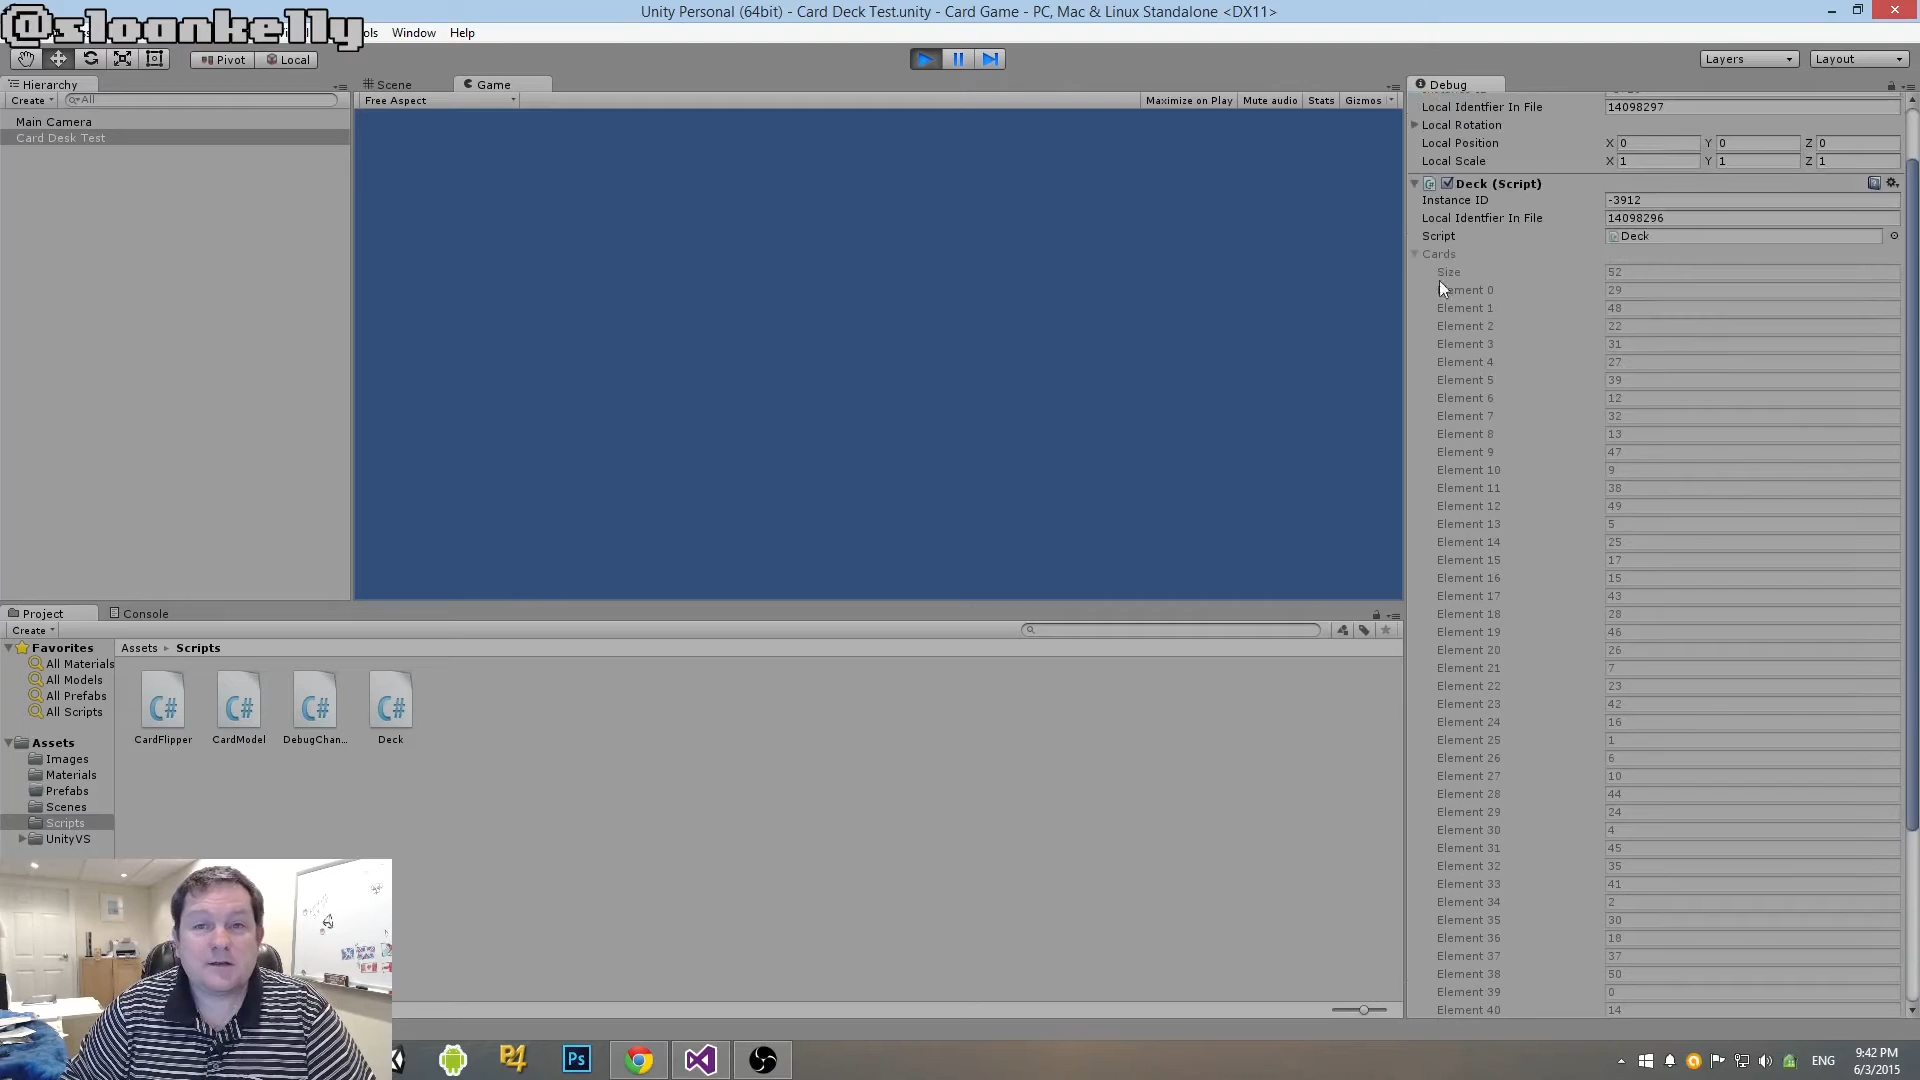 @sloankelly
Unity Personal (64bit) - Card Deck Test.unity - Card Game - PC, Mac & Linux Standalone <DX11>
Window Help
Pivot Local
Layers Layout
Hierarchy
Create All
Main Camera
Card Desk Test
Scene Game
Free Aspect Maximize on Play Mute audio Stats Gizmos
Debug
Local Identfier In File 14098297
Local Rotation
Local Position X 0 Y 0 Z 0
Local Scale X 1 Y 1 Z 1
Deck (Script)
Instance ID -3912
Local Identfier In File 14098296
Script Deck
Cards
Size 52
Element 0 29
Element 1 48
Element 2 22
Element 3 31
Element 4 27
Element 5 39
Element 6 12
Element 7 32
Element 8 13
Element 9 47
Element 10 9
Element 11 38
Element 12 49
Element 13 5
Element 14 25
Element 15 17
Element 16 15
Element 17 43
Element 18 28
Element 19 46
Element 20 26
Element 21 7
Element 22 23
Element 23 42
Element 24 16
Element 25 1
Element 26 6
Element 27 10
Element 28 44
Element 29 24
Element 30 4
Element 31 45
Element 32 35
Element 33 41
Element 34 2
Element 35 30
Element 36 18
Element 37 37
Element 38 50
Element 39 0
Element 40 14
Project Console
Create
Favorites
All Materials
All Models
All Prefabs
All Scripts
Assets
Images
Materials
Prefabs
Scenes
Scripts
UnityVS
Assets Scripts
C# C# C# C#
CardFlipper CardModel DebugChan... Deck
P4 Ps
ENG
9:42 PM
6/3/2015